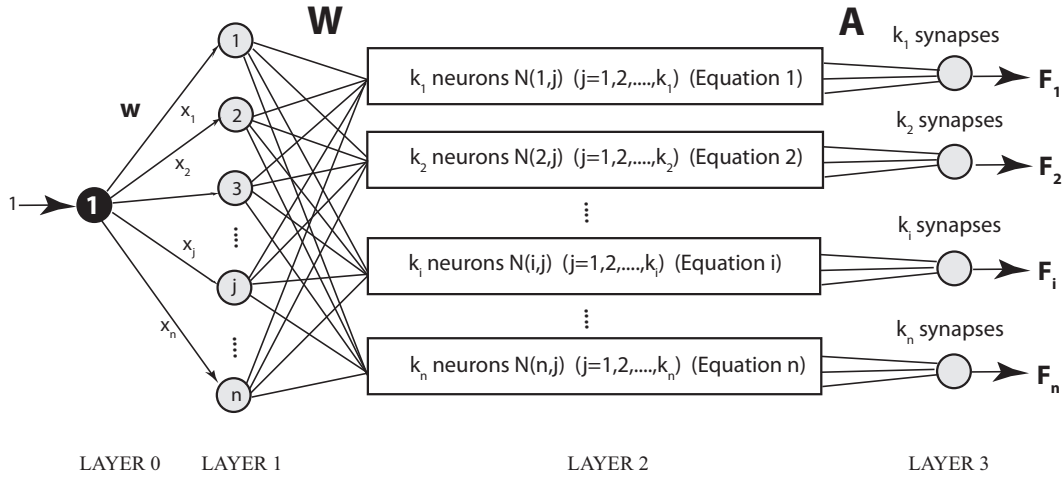 W
A
k₁ synapses
1
k₁ neurons N(1,j) (j=1,2,....,k₁) (Equation 1)
F₁
w
x₁
2
k₂ synapses
k₂ neurons N(2,j) (j=1,2,....,k₂) (Equation 2)
F₂
x₂
3
1
1
....
kᵢ synapses
xⱼ
kᵢ neurons N(i,j) (j=1,2,....,kᵢ) (Equation i)
Fᵢ
j
....
xₙ
....
kₙ synapses
n
kₙ neurons N(n,j) (j=1,2,....,kₙ) (Equation n)
Fₙ
LAYER 0 LAYER 1 LAYER 2 LAYER 3